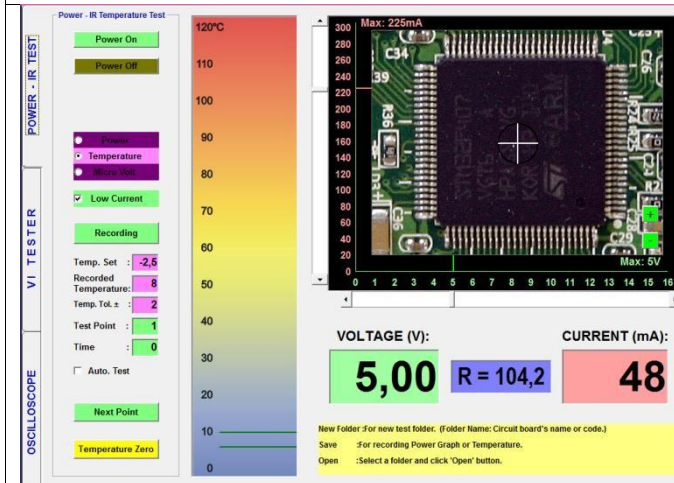 POWER - IR TEST
VI TESTER
OSCILLOSCOPE
Power - IR Temperature Test
Power On
Power Off
Power
Temperature
Micro Volt
Low Current
Recording
Temp. Set : -2,5
Recorded
Temperature: 8
Temp. Tol. ± : 2
Test Point : 1
Time : 0
Auto. Test
Next Point
Temperature Zero
120°C
110
100
90
80
70
60
50
40
30
20
10
0
300
280
260
240
220
200
180
160
140
120
100
80
60
40
20
0
Max: 225mA
C34
R36
C36
ARM
Max: 5V
+
-
0 1 2 3 4 5 6 7 8 9 10 11 12 13 14 15 16
VOLTAGE (V):
5,00
R = 104,2
CURRENT (mA):
48
New Folder :For new test folder. (Folder Name: Circuit board's name or code.)
Save :For recording Power Graph or Temperature.
Open :Select a folder and click 'Open' button.